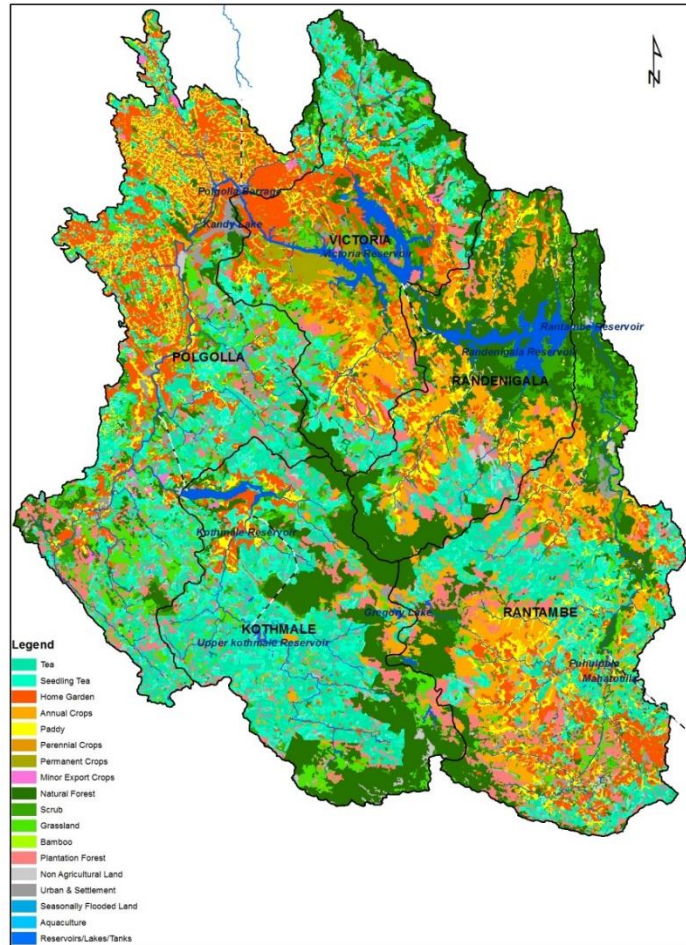 N
Polgolla Barrage
Kandy Lake
VICTORIA
Victoria Reservoir
Rantambe Reservoir
Randenigala Reservoir
POLGOLLA
RANDENIGALA
Kothmale Reservoir
Gregory Lake
RANTAMBE
KOTHMALE
Upper kothmale Reservoir
Puhulpola
Mahatotilla
Legend
Tea
Seedling Tea
Home Garden
Annual Crops
Paddy
Perennial Crops
Permanent Crops
Minor Export Crops
Natural Forest
Scrub
Grassland
Bamboo
Plantation Forest
Non Agricultural Land
Urban & Settlement
Seasonally Flooded Land
Aquaculture
Reservoirs/Lakes/Tanks